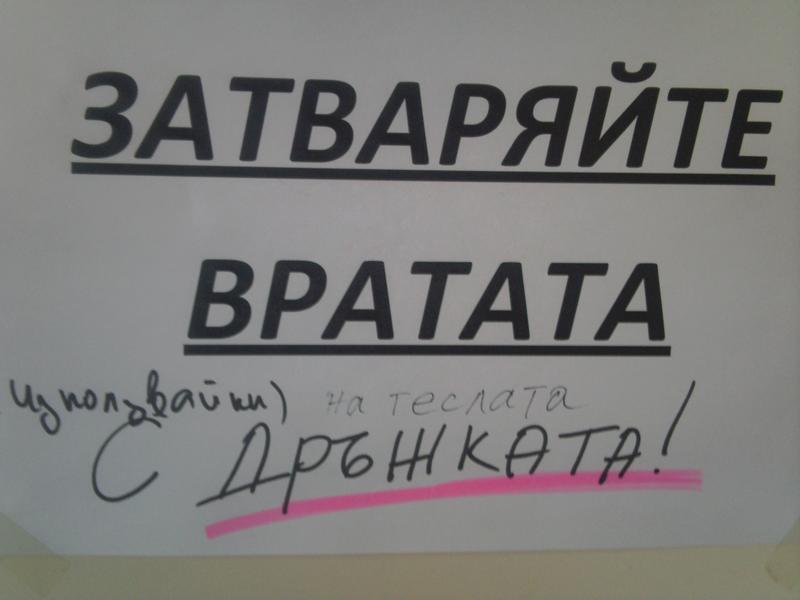 ЗАТВАРЯЙТЕ
ВРАТАТА
използвайки) на теслата
С ДРЪЖКАТА!